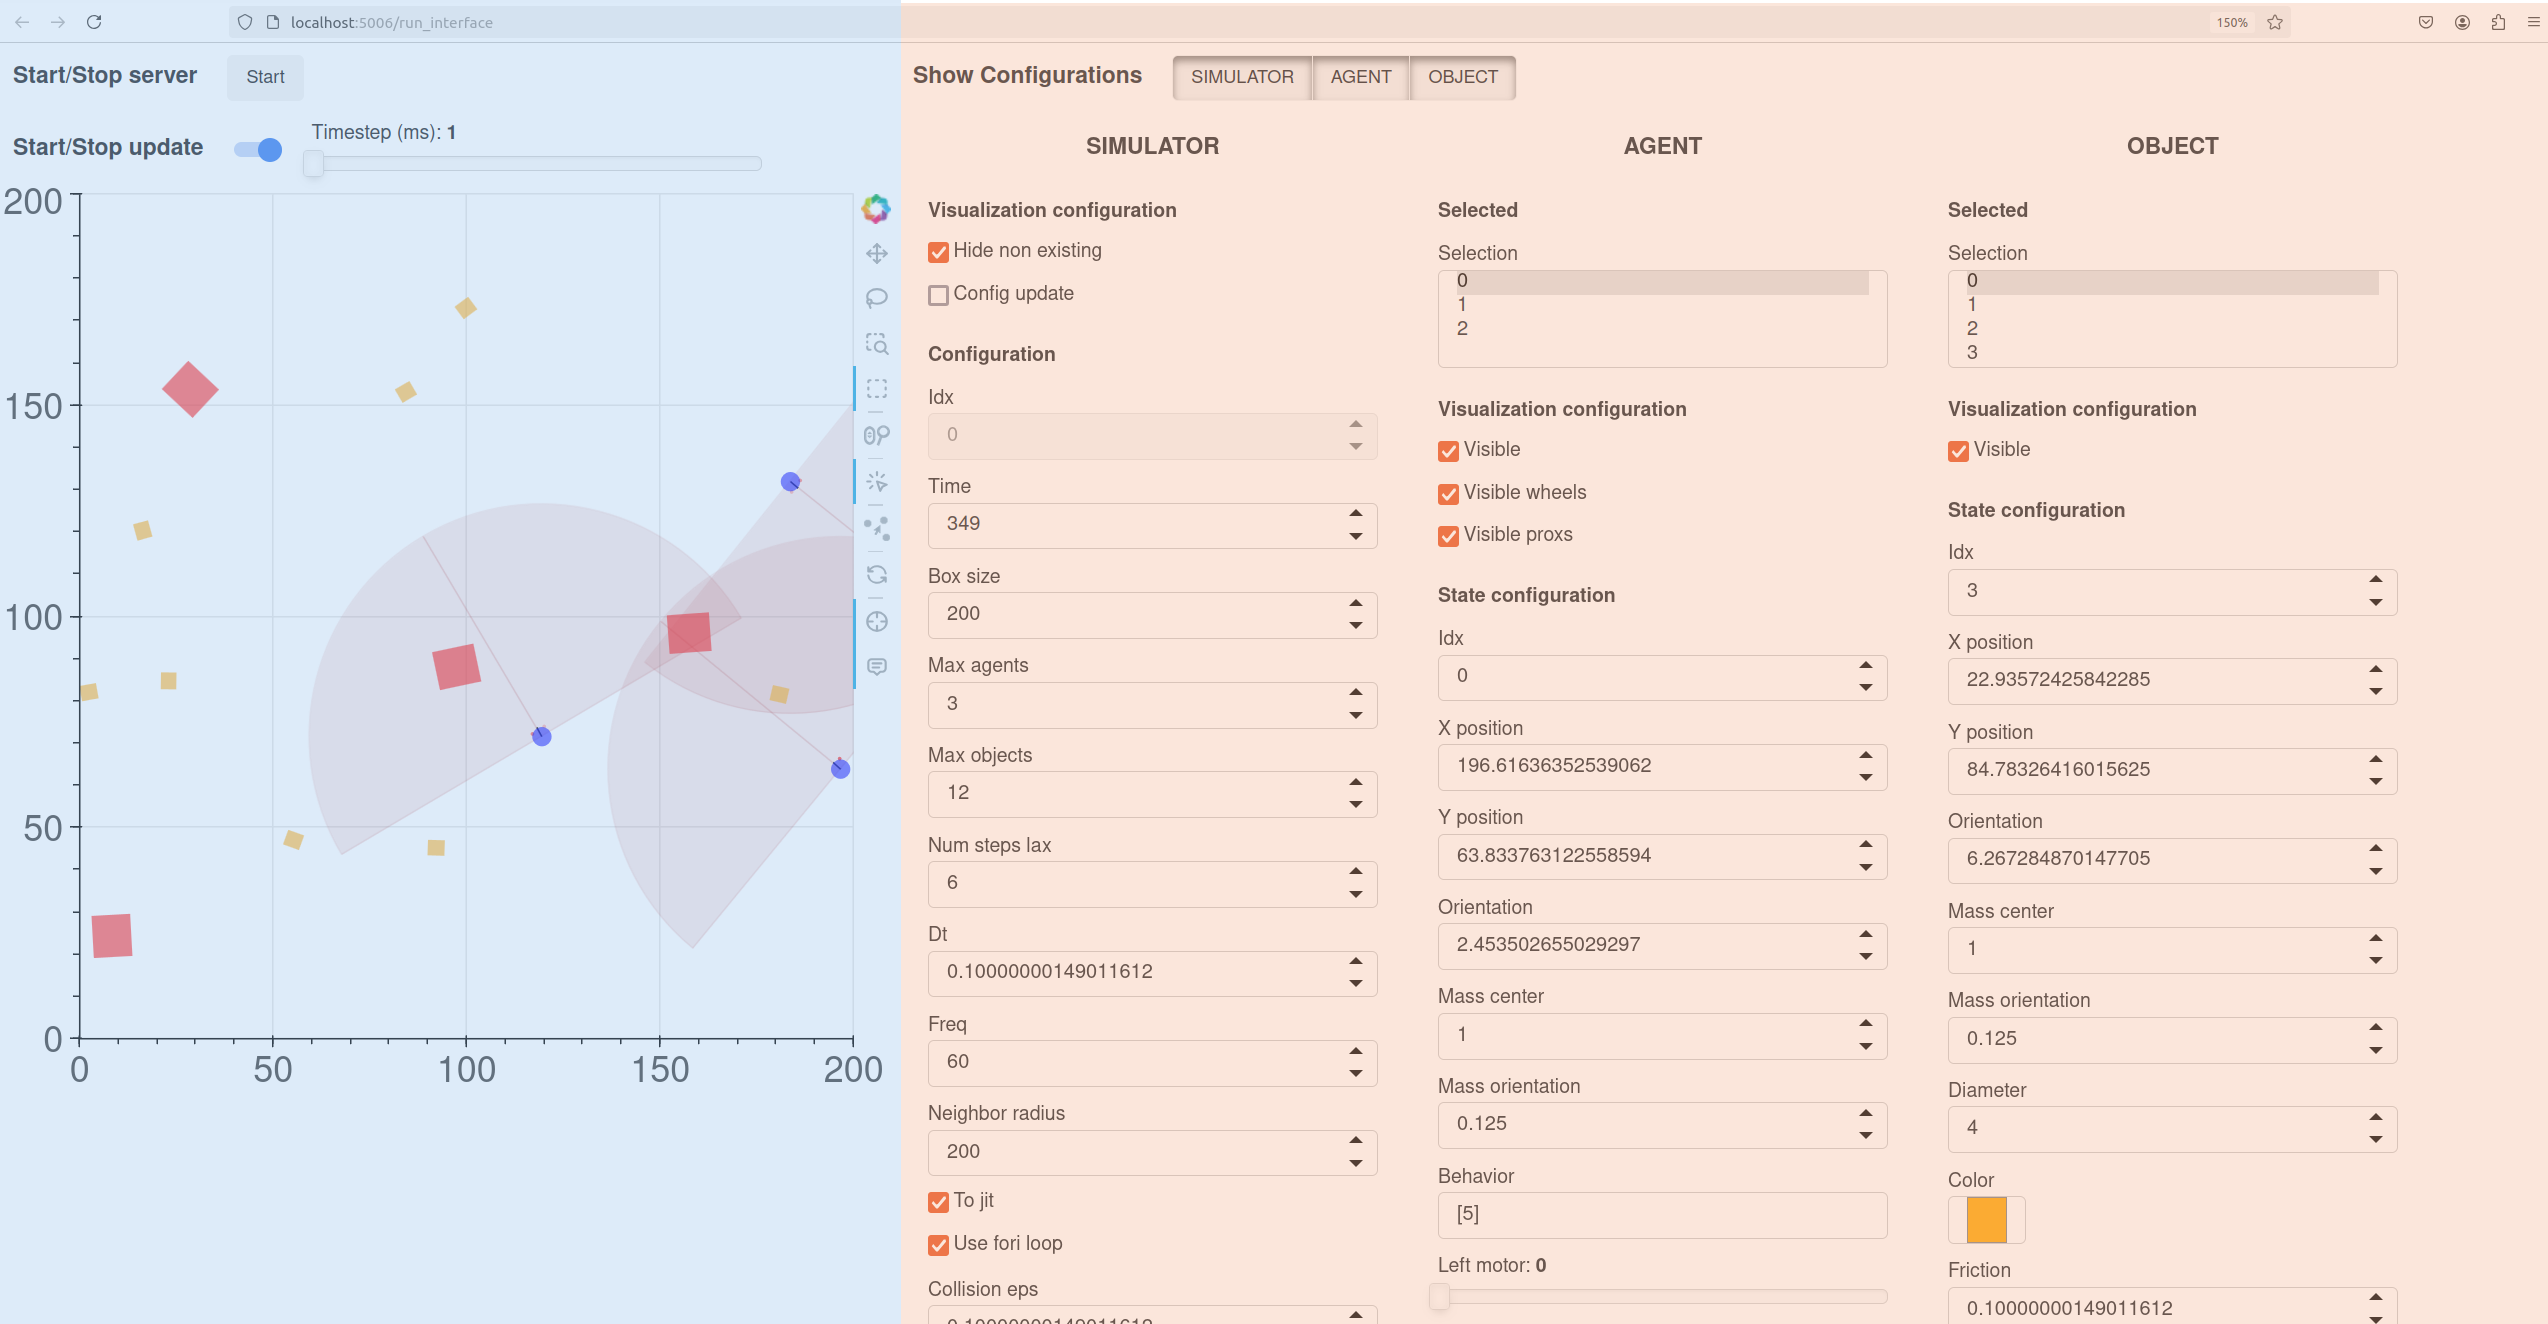 localhost:5006/run_interface
150%
Start/Stop server
Start
Start/Stop update
Timestep (ms): 1
200
150
100
50
0
0 50 100 150 200
Show Configurations
SIMULATOR AGENT OBJECT
SIMULATOR
Visualization configuration
Hide non existing
Config update
Configuration
Idx
0
Time
349
Box size
200
Max agents
3
Max objects
12
Num steps lax
6
Dt
0.10000000149011612
Freq
60
Neighbor radius
200
To jit
Use fori loop
Collision eps
0.10000000149011612
AGENT
Selected
Selection
0
1
2
Visualization configuration
Visible
Visible wheels
Visible proxs
State configuration
Idx
0
X position
196.61636352539062
Y position
63.833763122558594
Orientation
2.453502655029297
Mass center
1
Mass orientation
0.125
Behavior
[5]
Left motor: 0
OBJECT
Selected
Selection
0
1
2
3
Visualization configuration
Visible
State configuration
Idx
3
X position
22.93572425842285
Y position
84.78326416015625
Orientation
6.267284870147705
Mass center
1
Mass orientation
0.125
Diameter
4
Color
Friction
0.10000000149011612